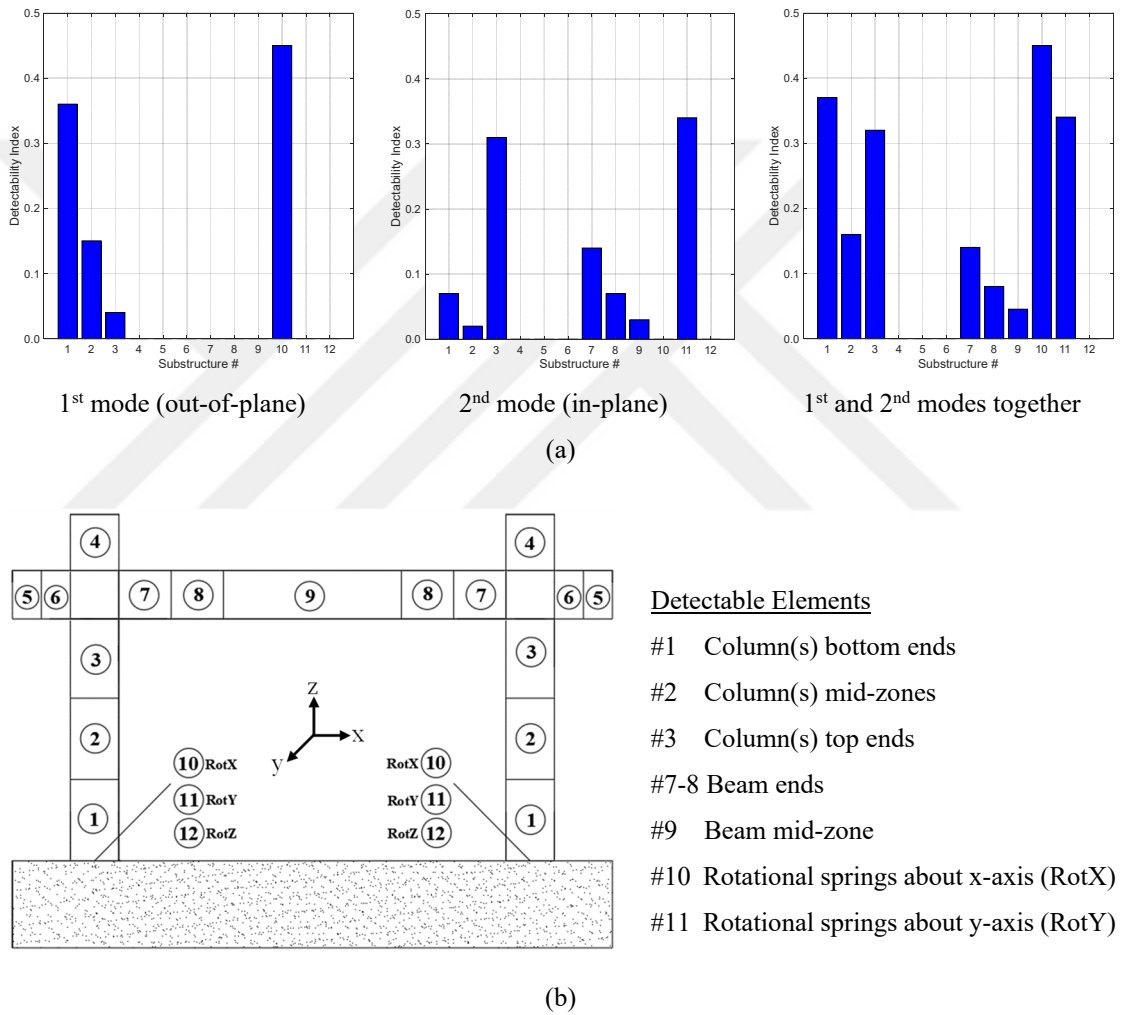 0.5
0.4
0.3
0.2
0.1
0.0
Detectability Index
1 2 3 4 5 6 7 8 9 10 11 12
Substructure #
1st mode (out-of-plane)
0.5
0.4
0.3
0.2
0.1
0.0
Detectability Index
1 2 3 4 5 6 7 8 9 10 11 12
Substructure #
2nd mode (in-plane)
0.5
0.4
0.3
0.2
0.1
0.0
Detectability Index
1 2 3 4 5 6 7 8 9 10 11 12
Substructure #
1st and 2nd modes together
(a)
4 4
5 6 7 8 9 8 7 6 5
3 3
z
x
y
2 2
10 RotX RotX 10
11 RotY RotY 11
12 RotZ RotZ 12
1 1
Detectable Elements
#1 Column(s) bottom ends
#2 Column(s) mid-zones
#3 Column(s) top ends
#7-8 Beam ends
#9 Beam mid-zone
#10 Rotational springs about x-axis (RotX)
#11 Rotational springs about y-axis (RotY)
(b)